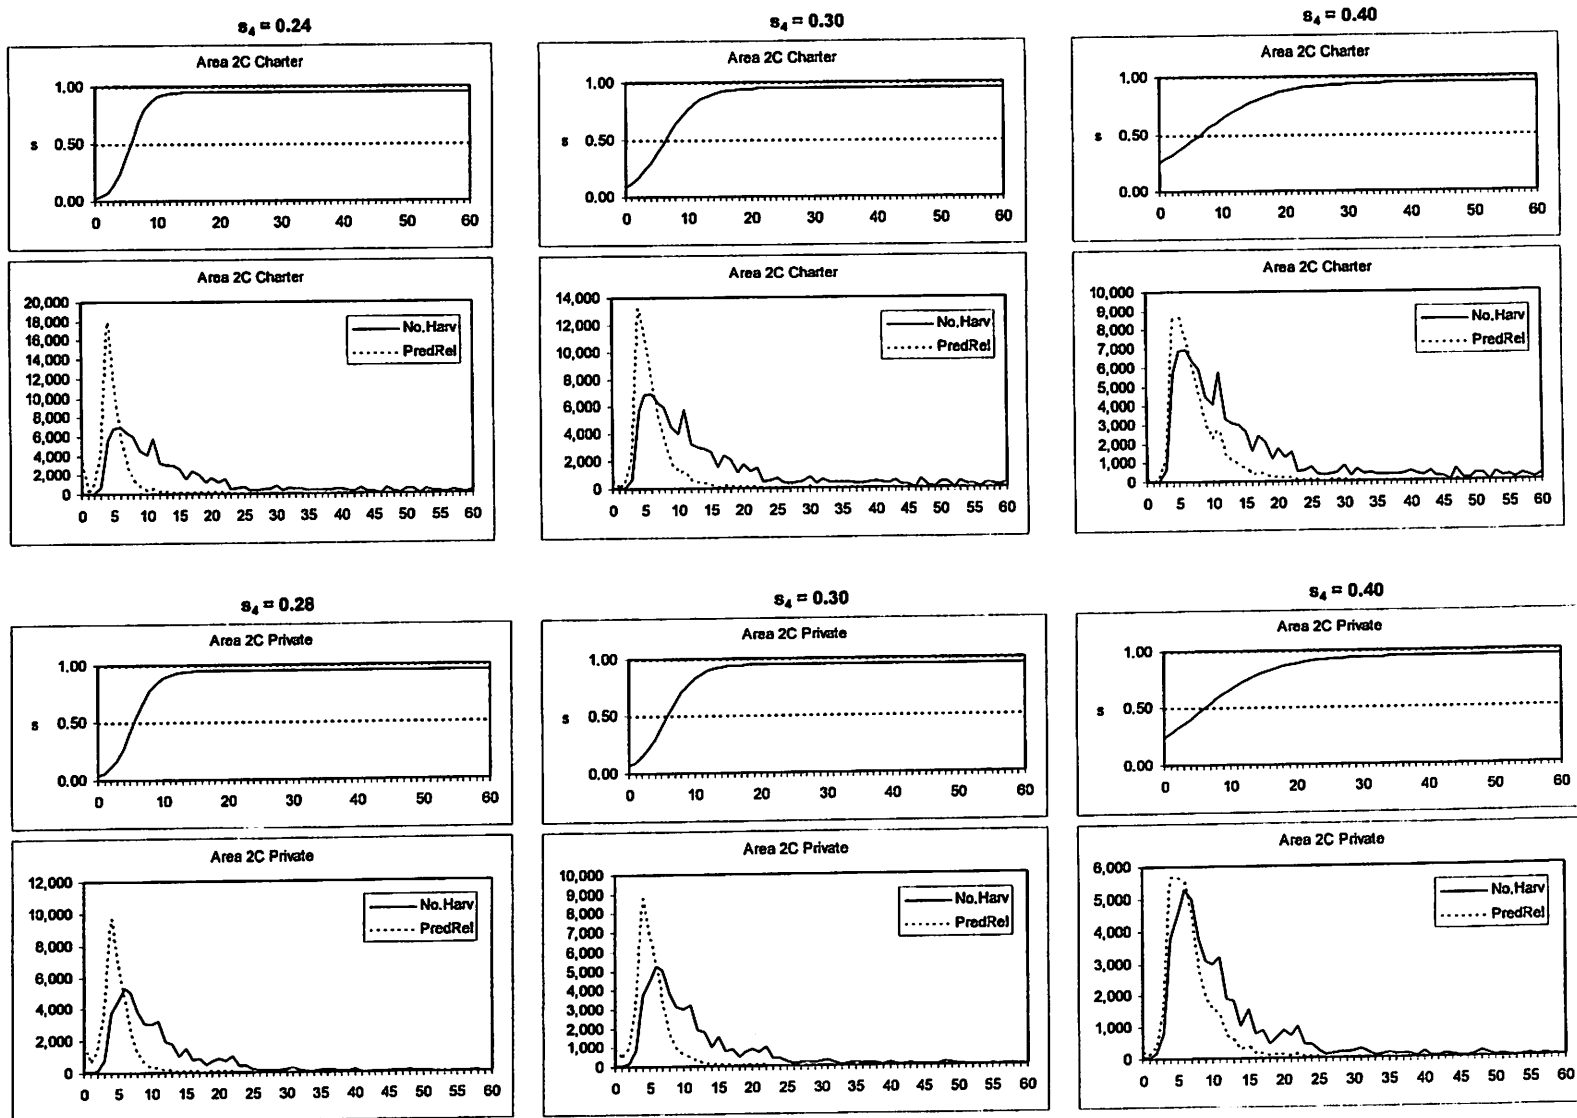 s₄ = 0.24
Area 2C Charter
1.00
s 0.50
0.00
0 10 20 30 40 50 60
Area 2C Charter
20,000
18,000
16,000
14,000
12,000
10,000
8,000
6,000
4,000
2,000
0
No.Harv
PredRel
0 5 10 15 20 25 30 35 40 45 50 55 60
s₄ = 0.30
Area 2C Charter
1.00
s 0.50
0.00
0 10 20 30 40 50 60
Area 2C Charter
14,000
12,000
10,000
8,000
6,000
4,000
2,000
0
No.Harv
PredRel
0 5 10 15 20 25 30 35 40 45 50 55 60
s₄ = 0.40
Area 2C Charter
1.00
s 0.50
0.00
0 10 20 30 40 50 60
Area 2C Charter
10,000
9,000
8,000
7,000
6,000
5,000
4,000
3,000
2,000
1,000
0
No.Harv
PredRel
0 5 10 15 20 25 30 35 40 45 50 55 60
s₄ = 0.28
Area 2C Private
1.00
s 0.50
0.00
0 10 20 30 40 50 60
Area 2C Private
12,000
10,000
8,000
6,000
4,000
2,000
0
No.Harv
PredRel
0 5 10 15 20 25 30 35 40 45 50 55 60
s₄ = 0.30
Area 2C Private
1.00
s 0.50
0.00
0 10 20 30 40 50 60
Area 2C Private
10,000
9,000
8,000
7,000
6,000
5,000
4,000
3,000
2,000
1,000
0
No.Harv
PredRel
0 5 10 15 20 25 30 35 40 45 50 55 60
s₄ = 0.40
Area 2C Private
1.00
s 0.50
0.00
0 10 20 30 40 50 60
Area 2C Private
6,000
5,000
4,000
3,000
2,000
1,000
0
No.Harv
PredRel
0 5 10 15 20 25 30 35 40 45 50 55 60